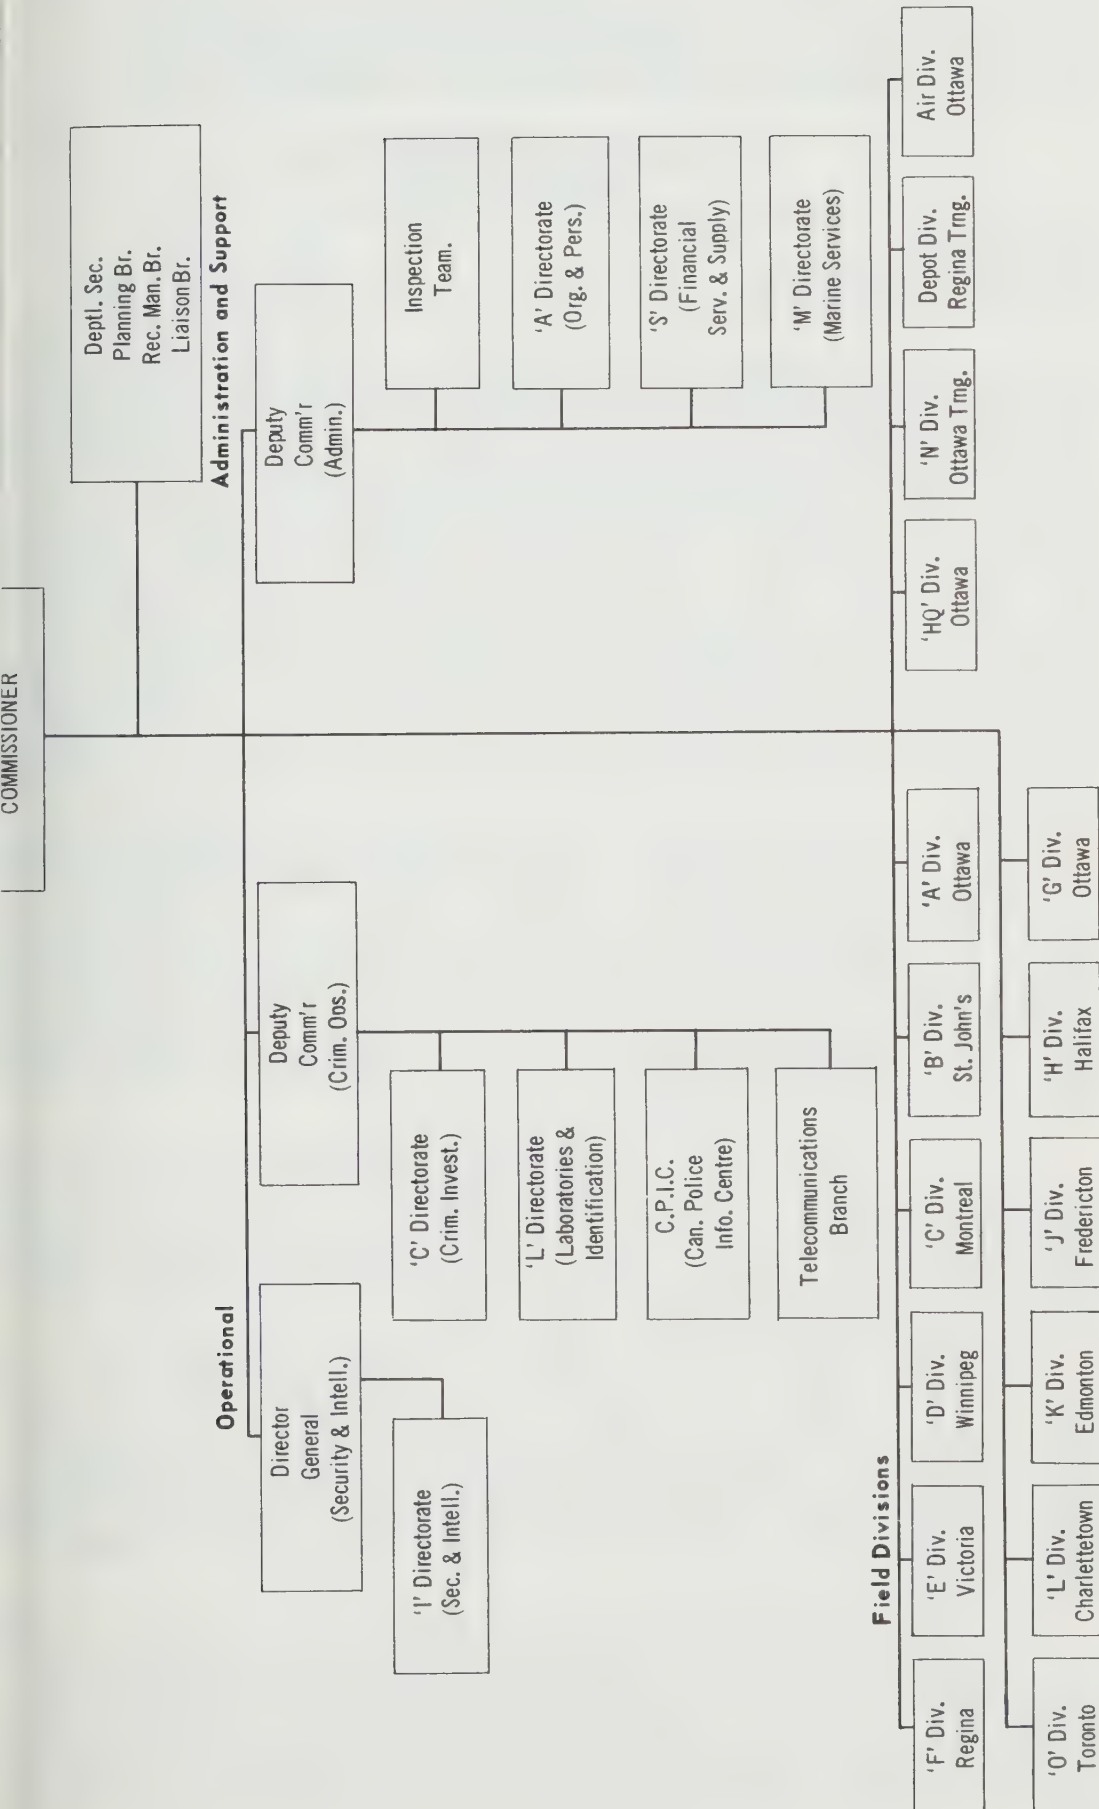 COMMISSIONER
Deptl. Sec.
Planning Br.
Rec. Man. Br.
Liaison Br.
Operational
Administration and Support
Director
General
(Security & Intell.)
Deputy
Comm'r
(Crim. Ops.)
Deputy
Comm'r
(Admin.)
'I' Directorate
(Sec. & Intell.)
'C' Directorate
(Crim. Invest.)
'L' Directorate
(Laboratories &
Identification)
C.P.I.C.
(Can. Police
Info. Centre)
Telecommunications
Branch
Inspection
Team.
'A' Directorate
(Org. & Pers.)
'S' Directorate
(Financial
Serv. & Supply)
'M' Directorate
(Marine Services)
Field Divisions
'F' Div.
Regina
'E' Div.
Victoria
'D' Div.
Winnipeg
'C' Div.
Montreal
'B' Div.
St. John's
'A' Div.
Ottawa
'HQ' Div.
Ottawa
'N' Div.
Ottawa Trng.
Depot Div.
Regina Trng.
Air Div.
Ottawa
'O' Div.
Toronto
'L' Div.
Charlettetown
'K' Div.
Edmonton
'J' Div.
Fredericton
'H' Div.
Halifax
'G' Div.
Ottawa